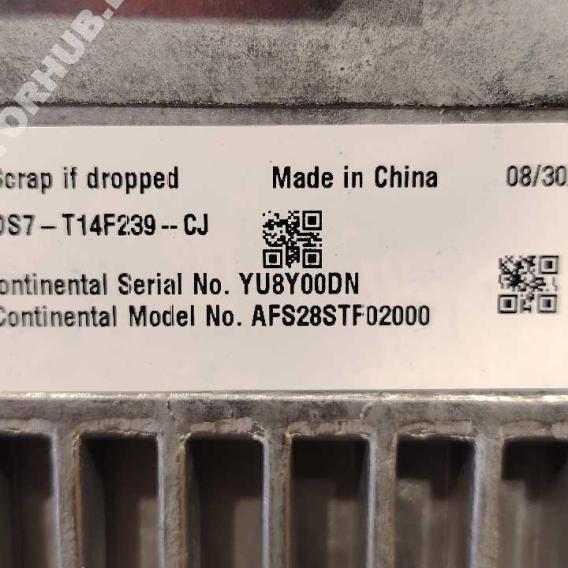 Scrap if dropped Made in China 08/30
DS7-T14F239--CJ
Continental Serial No. YU8Y00DN
Continental Model No. AFS28STF02000